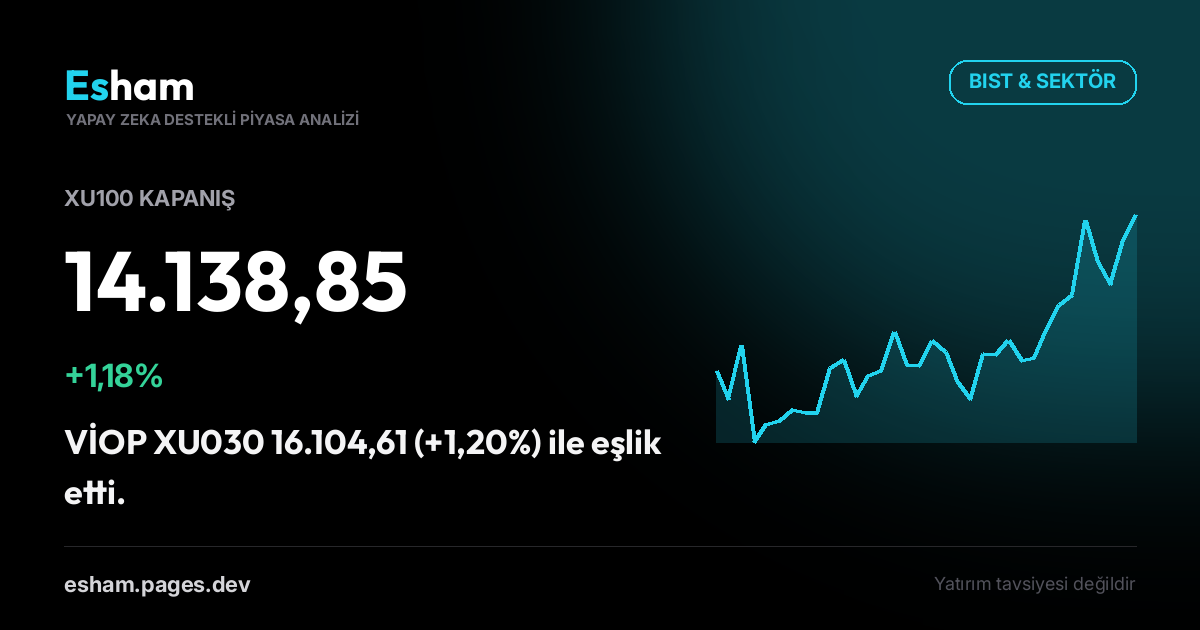 Esham
BIST & SEKTÖR
YAPAY ZEKA DESTEKLİ PİYASA ANALİZİ
XU100 KAPANIŞ
14.138,85
+1,18%
VİOP XU030 16.104,61 (+1,20%) ile eşlik
etti.
esham.pages.dev
Yatırım tavsiyesi değildir